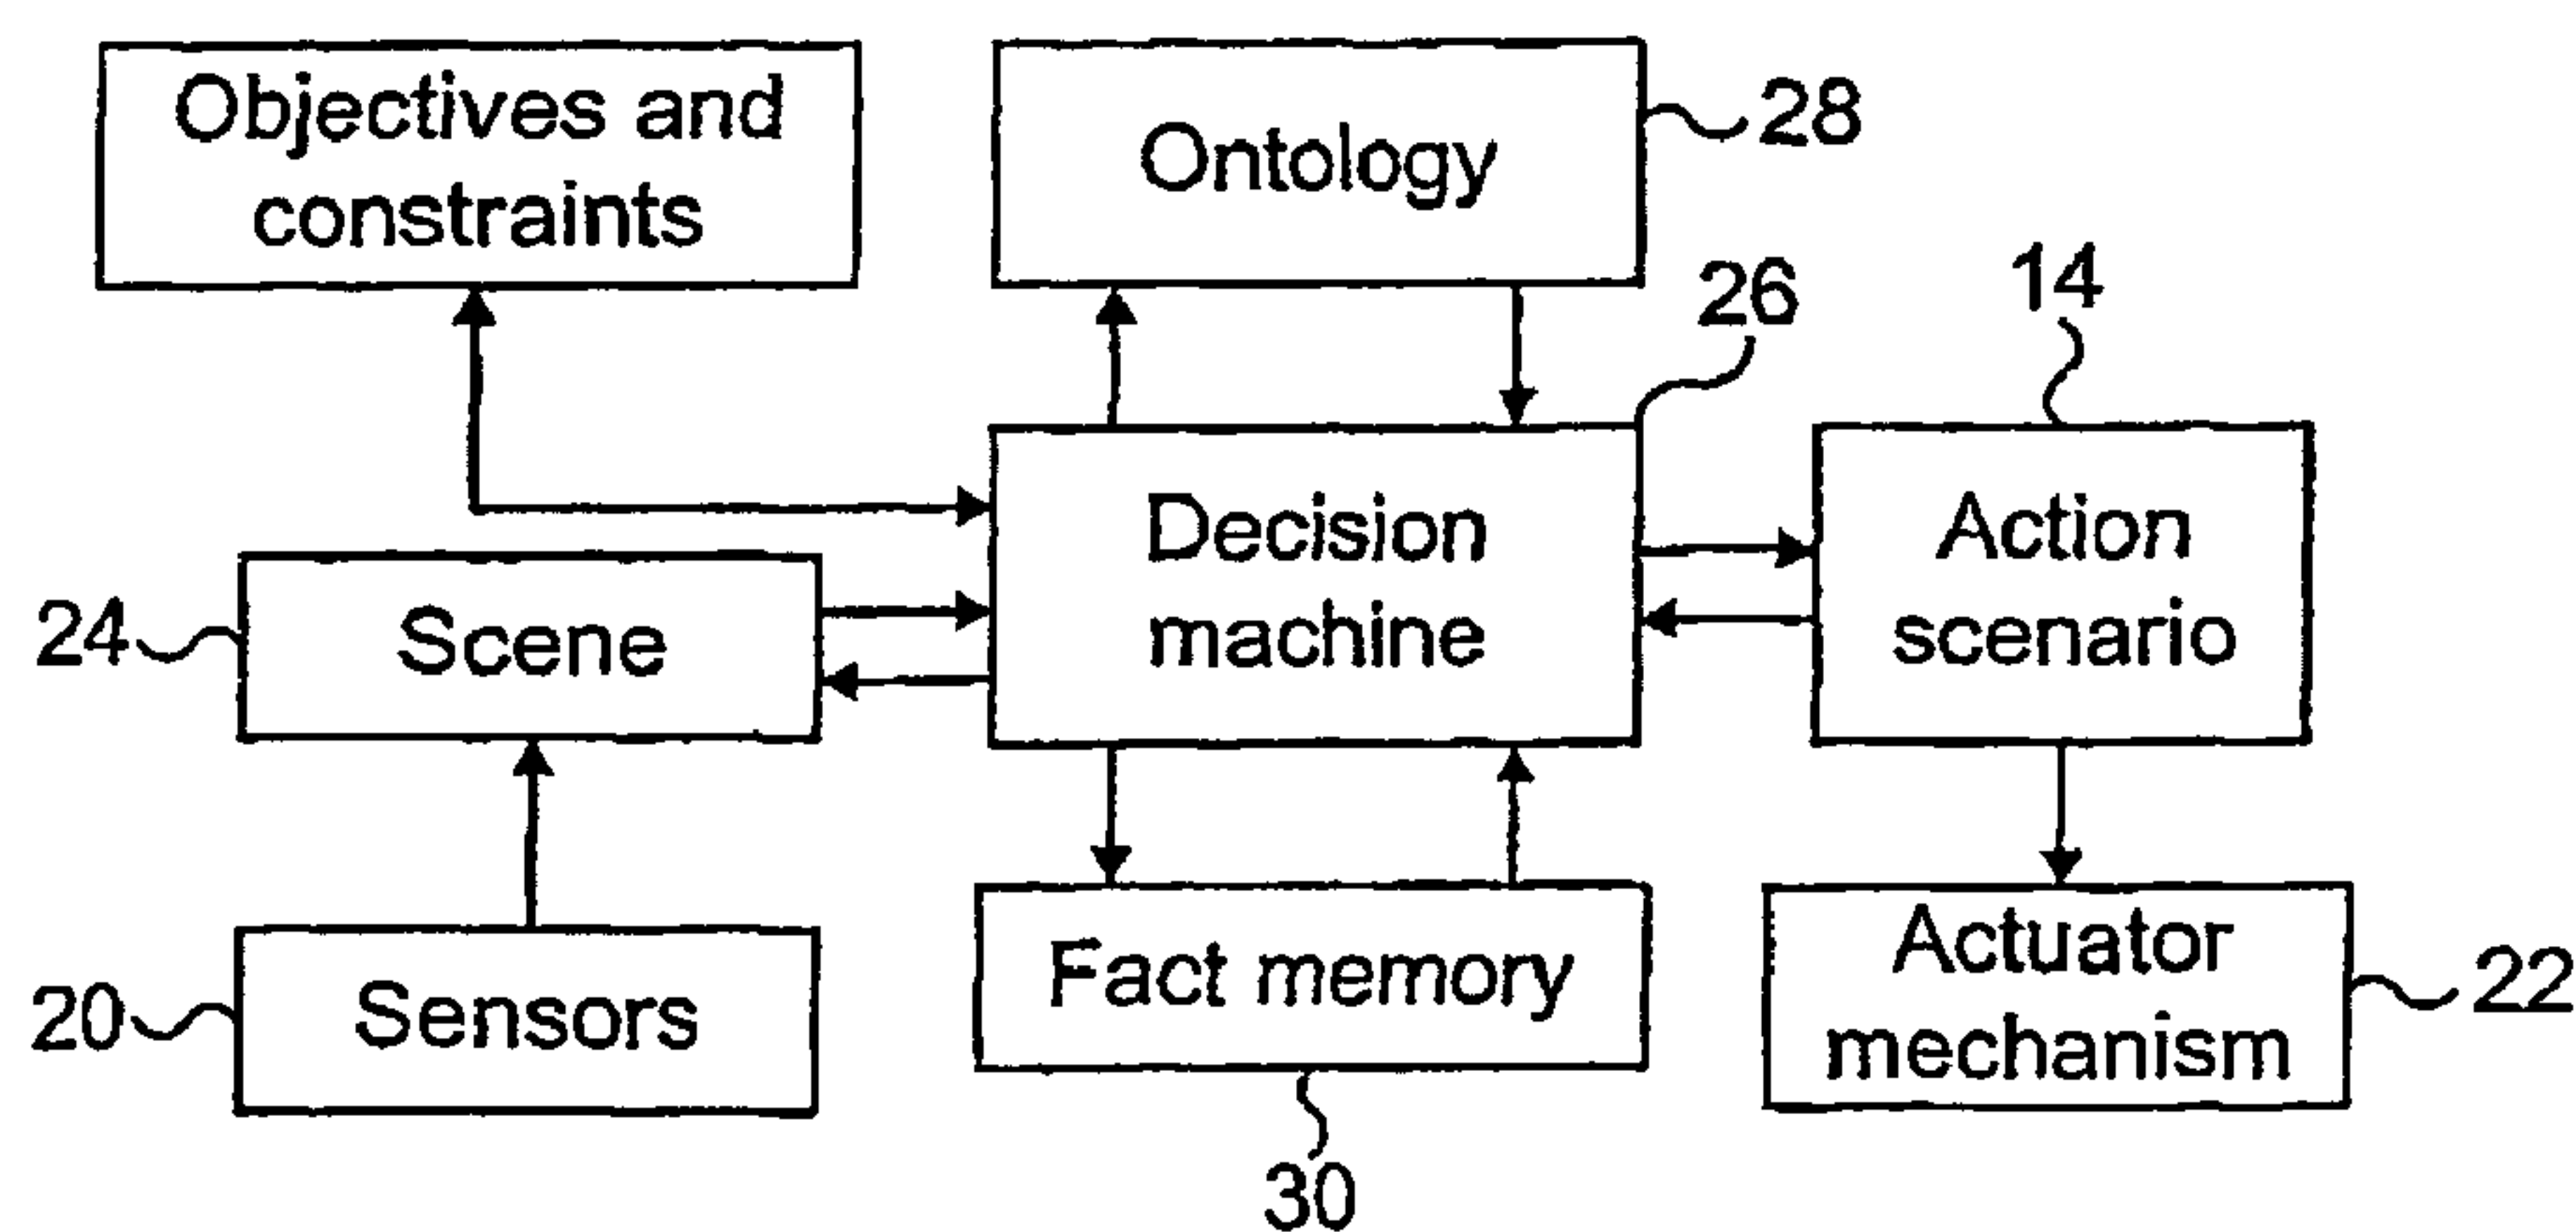 Objectives and
constraints
Ontology
28
26
14
Decision
machine
Action
scenario
24
Scene
20
Sensors
Fact memory
30
Actuator
mechanism
22